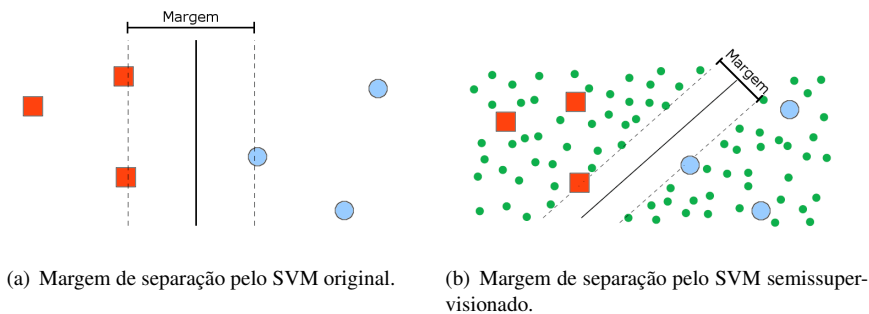 Margem
Margem
(a) Margem de separação pelo SVM original.
(b) Margem de separação pelo SVM semissuper-
visionado.